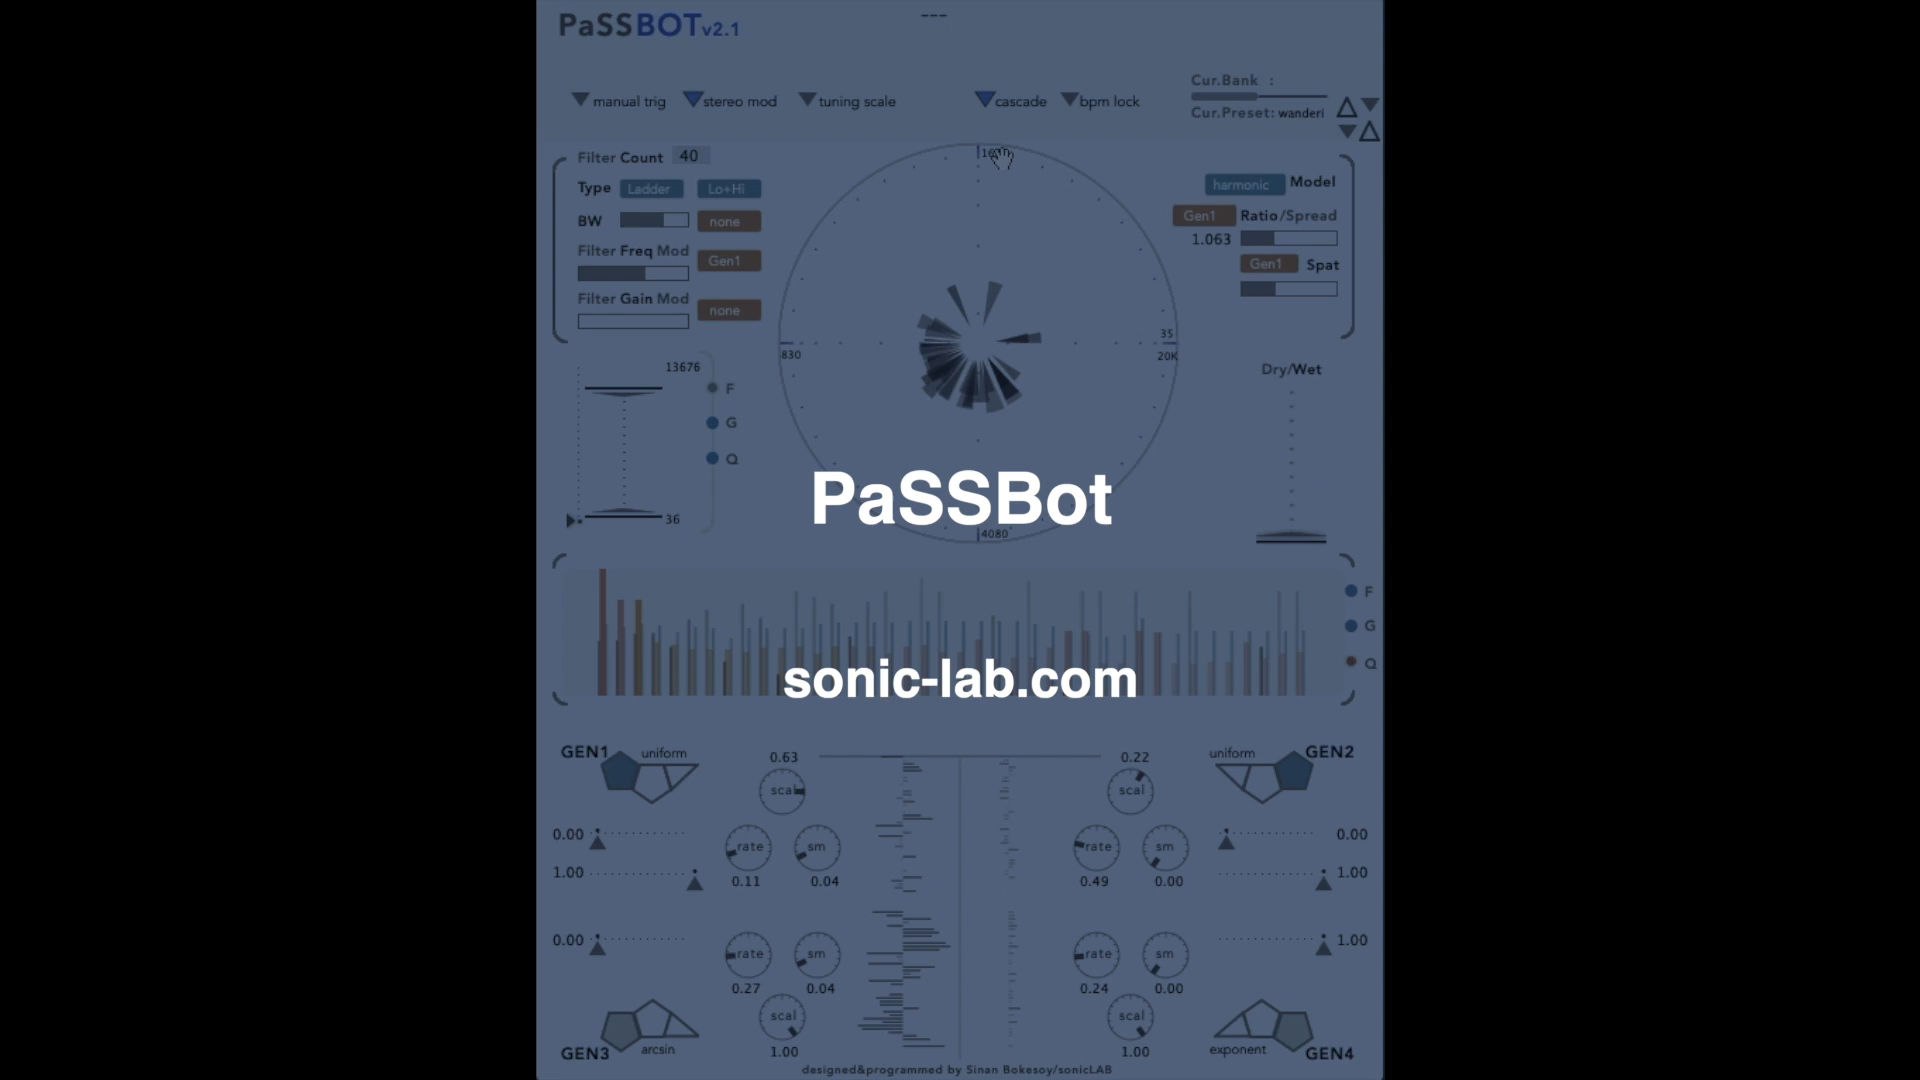 PaSSBOTv2.1
---
manual trig
stereo mod
tuning scale
cascade
bpm lock
Cur.Bank :
Cur.Preset: wanderi
Filter Count 40
Type Ladder Lo+Hi
BW none
Filter Freq Mod
Gen1
Filter Gain Mod
none
harmonic Model
Gen1 Ratio/Spread
1.063
Gen1 Spat
830
35
20K
4080
13676
F
G
Q
36
Dry/Wet
PaSSBot
F
G
Q
sonic-lab.com
GEN1 uniform
0.63
scal
rate sm
0.11 0.04
0.00
1.00
0.22
scal
rate sm
0.49 0.00
uniform GEN2
0.00
1.00
0.00
rate sm
0.27 0.04
scal
1.00
GEN3 arcsin
rate sm
0.24 0.00
scal
1.00
1.00
exponent GEN4
designed&programmed by Sinan Bokesoy/sonicLAB